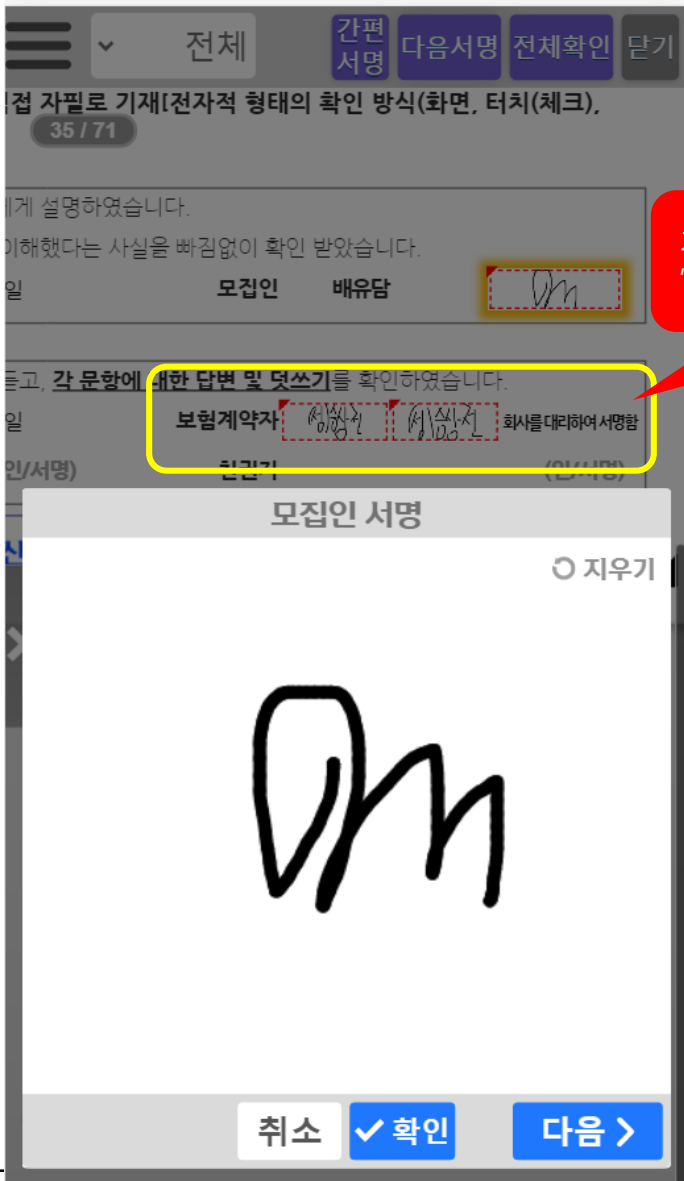 전체
간편
서명
다음서명
전체확인
닫기
접 자필로 기재[전자적 형태의 확인 방식(화면, 터치(체크),
35 / 71
에게 설명하였습니다.
이해했다는 사실을 빠짐없이 확인 받았습니다.
일 모집인 배유담
듣고, 각 문항에 대한 답변 및 덧쓰기를 확인하였습니다.
일 보험계약자 회사를 대리하여 서명함
인/서명) (인/서명)
모집인 서명
지우기
취소
확인
다음